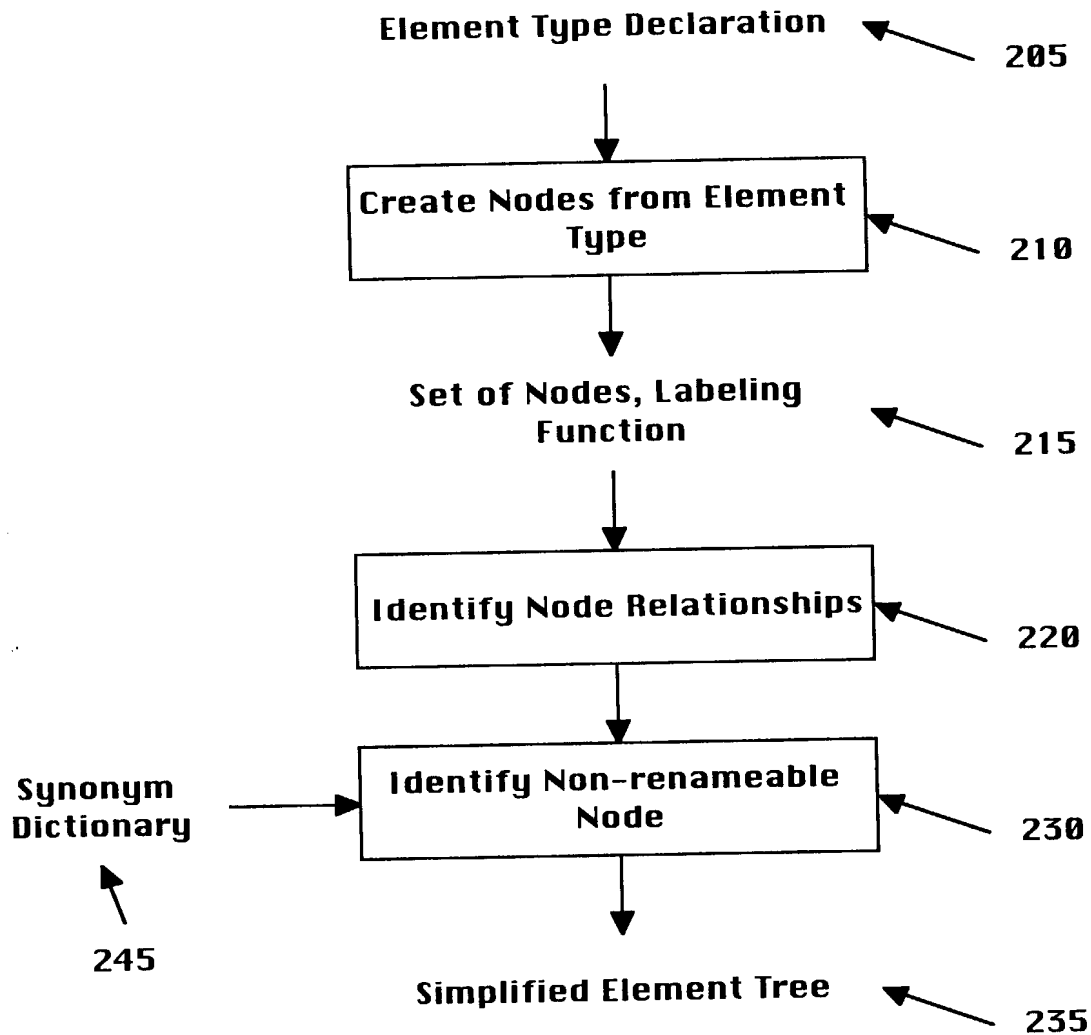 Element Type Declaration
205
Create Nodes from Element
Type
210
Set of Nodes, Labeling
Function
215
Identify Node Relationships
220
Synonym
Dictionary
245
Identify Non-renameable
Node
230
Simplified Element Tree
235